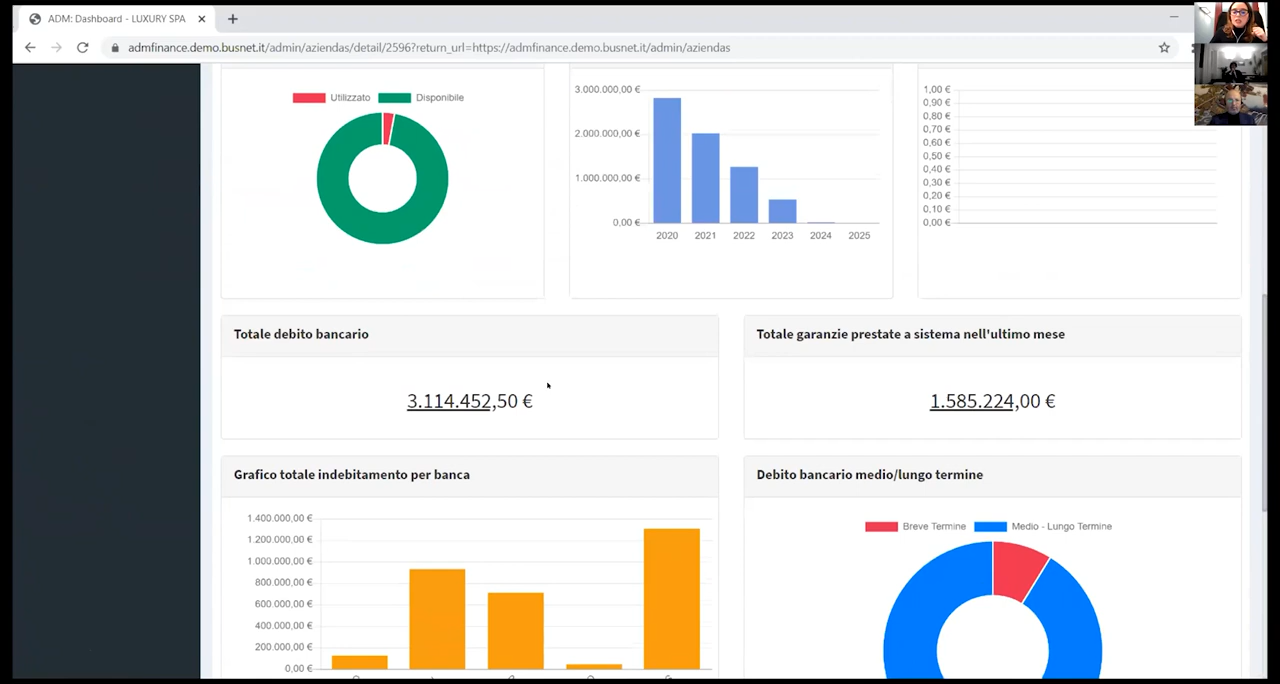 ADM: Dashboard - LUXURY SPA
admfinance.demo.busnet.it/admin/aziendas/detail/2596?return_url=https://admfinance.demo.busnet.it/admin/aziendas
Utilizzato Disponibile
3.000.000,00 €
2.000.000,00 €
1.000.000,00 €
0,00 €
2020 2021 2022 2023 2024 2025
1,00 €
0,90 €
0,80 €
0,70 €
0,60 €
0,50 €
0,40 €
0,30 €
0,20 €
0,10 €
0,00 €
Totale debito bancario
3.114.452,50 €
Totale garanzie prestate a sistema nell'ultimo mese
1.585.224,00 €
Grafico totale indebitamento per banca
1.400.000,00 €
1.200.000,00 €
1.000.000,00 €
800.000,00 €
600.000,00 €
400.000,00 €
200.000,00 €
0,00 €
Debito bancario medio/lungo termine
Breve Termine Medio - Lungo Termine